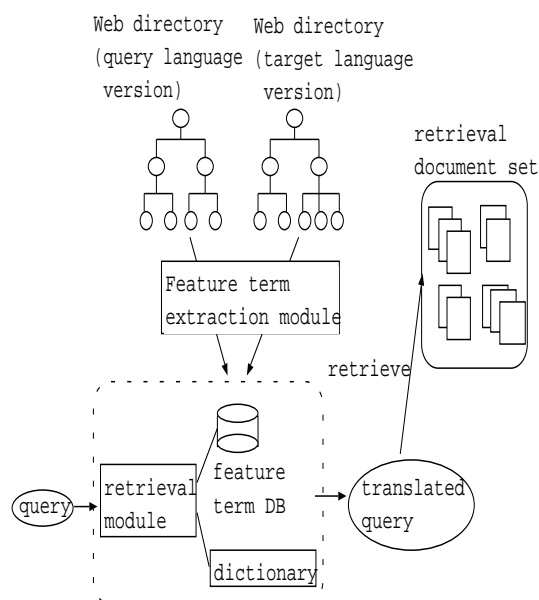 Web directory
(query language
version)
Web directory
(target language
version)
retrieval
document set
Feature term
extraction module
retrieve
feature
term DB
retrieval
module
query
translated
query
dictionary